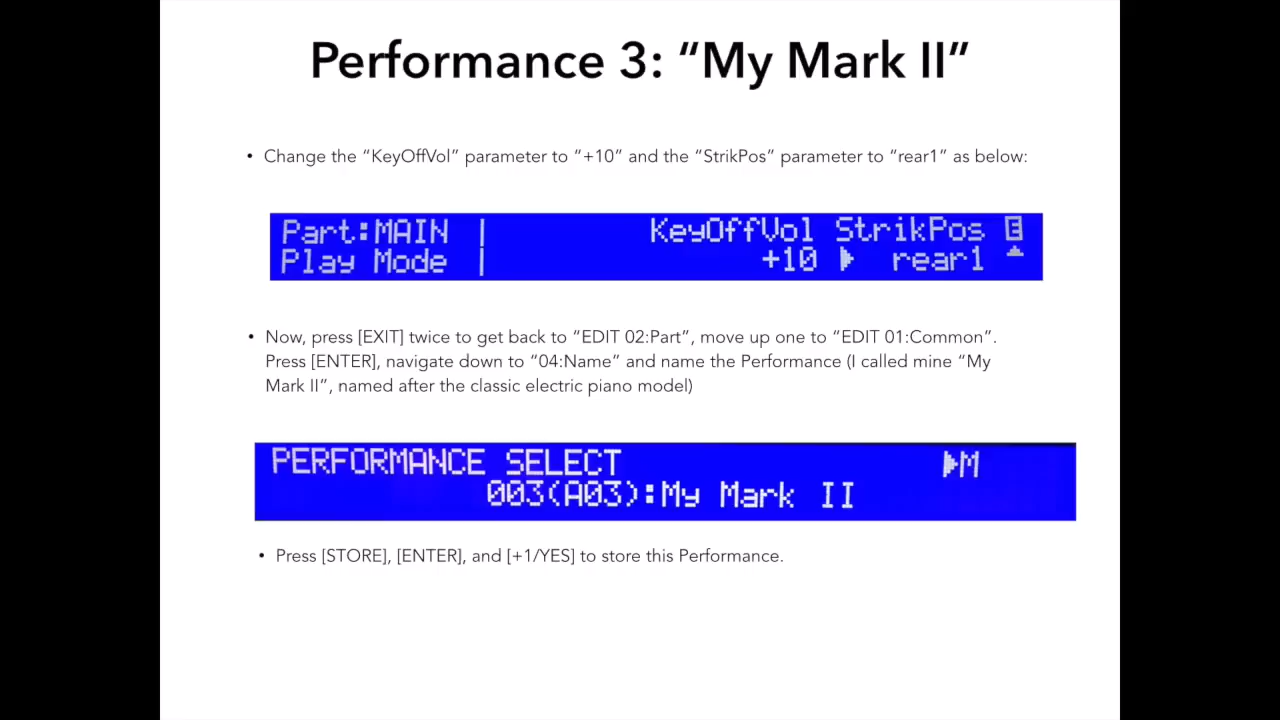 Performance 3: “My Mark II”
• Change the “KeyOffVol” parameter to “+10” and the “StrikPos” parameter to “rear1” as below:
Part:MAIN | KeyOffVol StrikPos E
Play Mode | +10 rear1
• Now, press [EXIT] twice to get back to “EDIT 02:Part”, move up one to “EDIT 01:Common”.
Press [ENTER], navigate down to “04:Name” and name the Performance (I called mine “My
Mark II”, named after the classic electric piano model)
PERFORMANCE SELECT M
003(A03):My Mark II
• Press [STORE], [ENTER], and [+1/YES] to store this Performance.